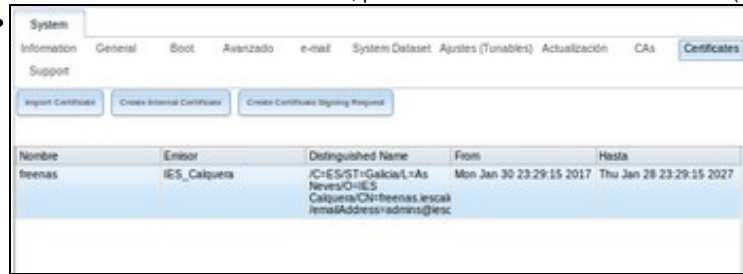 System
Information General Boot Avanzado e-mail System Dataset Ajustes (Tunables) Actualización CAs Certificates
Support
Import Certificate Create Internal Certificate Create Certificate Signing Request
Nombre Emisor Distinguished Name From Hasta
freenas IES_Calquera /C=ES/ST=Galicia/L=As Mon Jan 30 23:29:15 2017 Thu Jan 28 23:29:15 2027
Neves/O=IES
Calquera/CN=freenas.iescalq
/emailAddress=admins@iesc